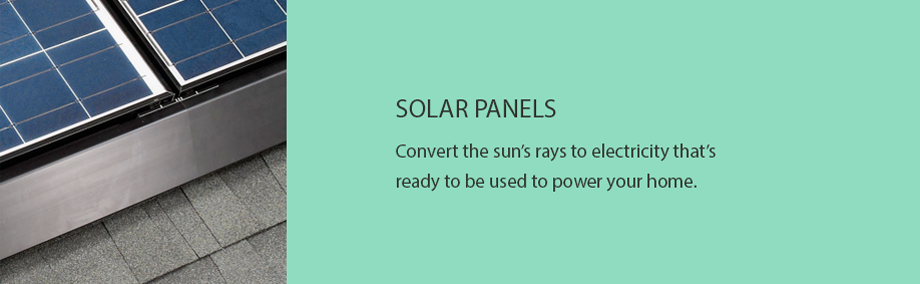 SOLAR PANELS
Convert the sun’s rays to electricity that’s
ready to be used to power your home.